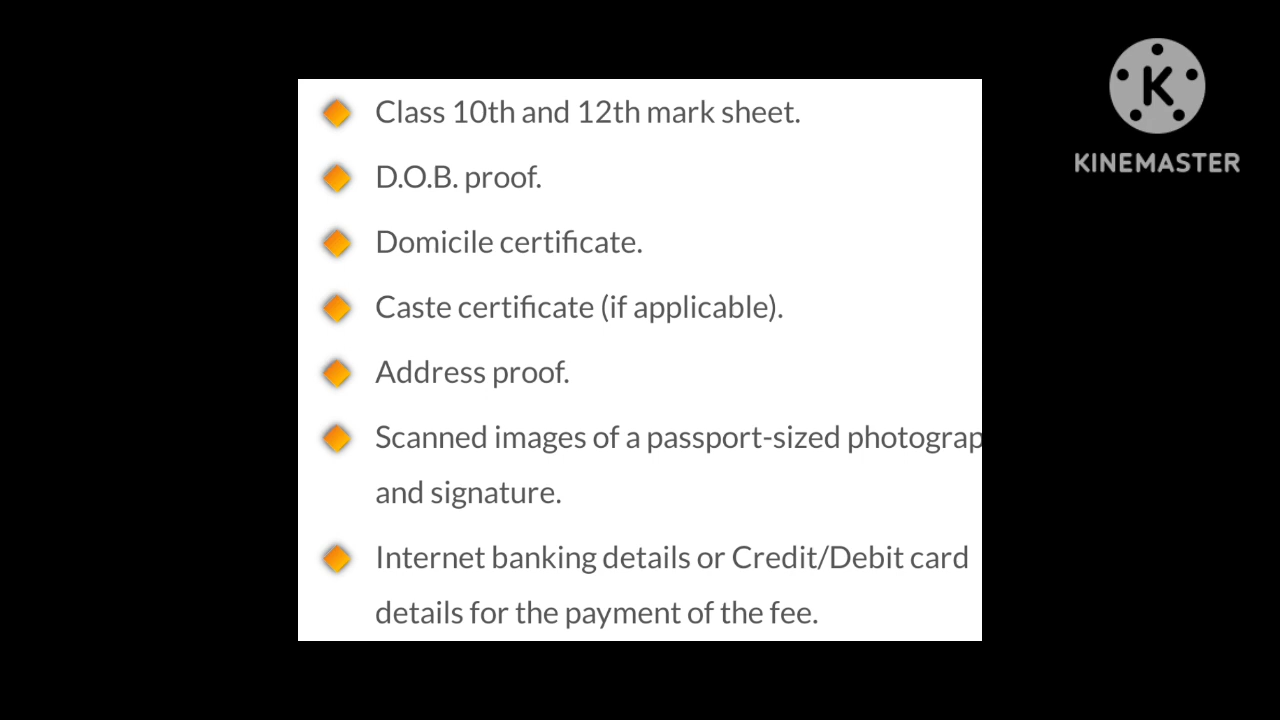 Class 10th and 12th mark sheet.
D.O.B. proof.
Domicile certificate.
Caste certificate (if applicable).
Address proof.
Scanned images of a passport-sized photograp
and signature.
Internet banking details or Credit/Debit card
details for the payment of the fee.
K
KINEMASTER